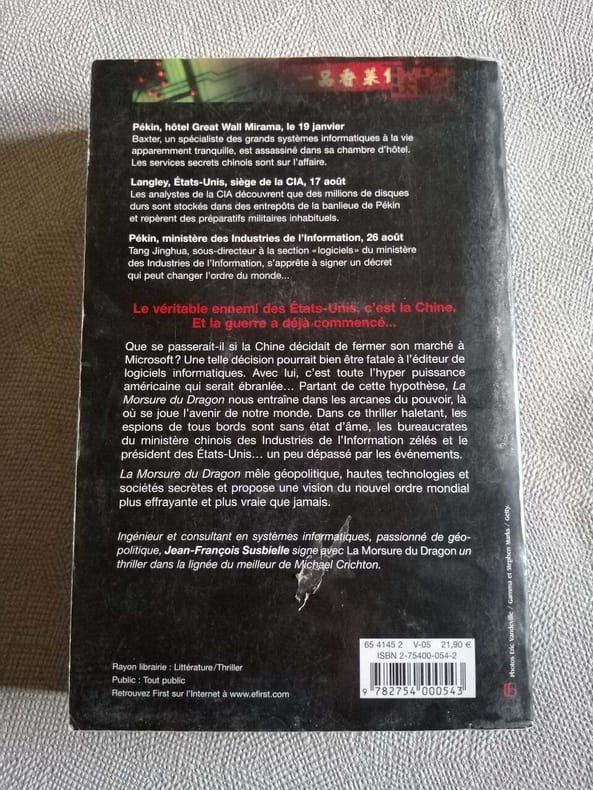 一品香菜
Pékin, hôtel Great Wall Mirama, le 19 janvier
Baxter, un spécialiste des grands systèmes informatiques à la vie
apparemment tranquille, est assassiné dans sa chambre d'hôtel.
Les services secrets chinois sont sur l'affaire.
Langley, États-Unis, siège de la CIA, 17 août
Les analystes de la CIA découvrent que des millions de disques
durs sont stockés dans des entrepôts de la banlieue de Pékin
et repèrent des préparatifs militaires inhabituels.
Pékin, ministère des Industries de l'Information, 26 août
Tang Jinghua, sous-directeur à la section «logiciels» du ministère
des Industries de l'Information, s'apprête à signer un décret
qui peut changer l'ordre du monde...
Le véritable ennemi des États-Unis, c'est la Chine.
Et la guerre a déjà commencé...
Que se passerait-il si la Chine décidait de fermer son marché à
Microsoft? Une telle décision pourrait bien être fatale à l'éditeur de
logiciels informatiques. Avec lui, c'est toute l'hyper puissance
américaine qui serait ébranlée... Partant de cette hypothèse, La
Morsure du Dragon nous entraîne dans les arcanes du pouvoir, là
où se joue l'avenir de notre monde. Dans ce thriller haletant, les
espions de tous bords sont sans état d'âme, les bureaucrates
du ministère chinois des Industries de l'Information zélés et le
président des États-Unis... un peu dépassé par les événements.
La Morsure du Dragon mêle géopolitique, hautes technologies et
sociétés secrètes et propose une vision du nouvel ordre mondial
plus effrayante et plus vraie que jamais.
Ingénieur et consultant en systèmes informatiques, passionné de géo-
politique, Jean-François Susbielle signe avec La Morsure du Dragon un
thriller dans la lignée du meilleur de Michael Crichton.
65 4145 2 V-05 21,90 €
ISBN 2-75400-054-2
9 782754 000543
Rayon librairie : Littérature/Thriller
Public : Tout public
Retrouvez First sur l'Internet à www.efirst.com
Photos Eric Vandeville / Gamma et Stephen Marks / Getty.